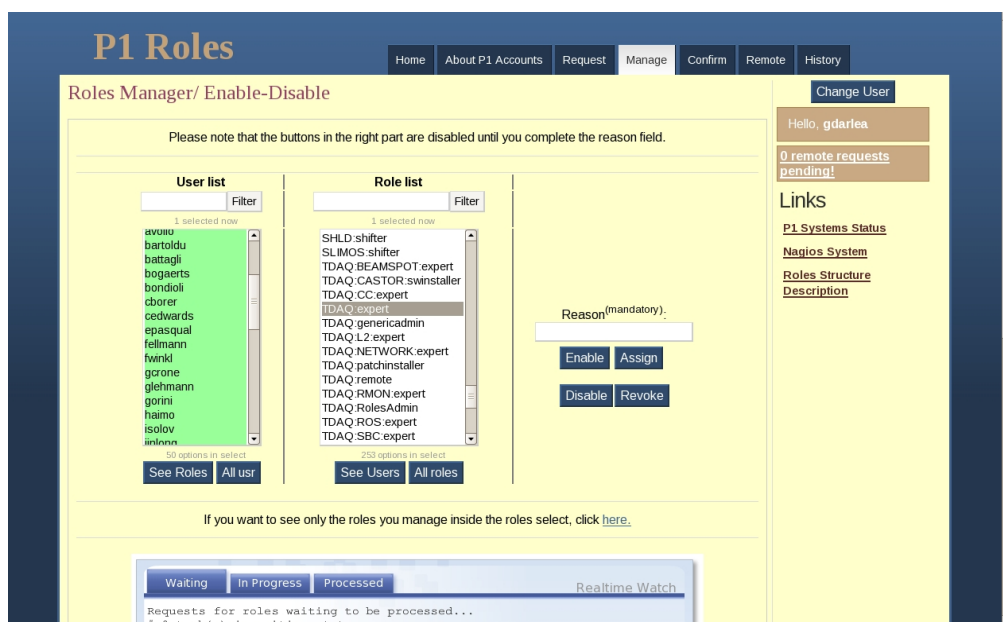 P1 Roles
Home About P1 Accounts Request Manage Confirm Remote History
Roles Manager/ Enable-Disable
Please note that the buttons in the right part are disabled until you complete the reason field.
User list
Filter
1 selected now
avolio
bartoldu
battagli
bogaerts
bondioli
cborer
cedwards
epasqual
fellmann
fwinkl
gcrone
glehmann
gorini
haimo
isolov
jinlong
50 options in select
See Roles All usr
Role list
Filter
1 selected now
SHLD:shifter
SLIMOS:shifter
TDAQ:BEAMSPOT:expert
TDAQ:CASTOR:swinstaller
TDAQ:CC:expert
TDAQ:expert
TDAQ:genericadmin
TDAQ:L2:expert
TDAQ:NETWORK:expert
TDAQ:patchinstaller
TDAQ:remote
TDAQ:RMON:expert
TDAQ:RolesAdmin
TDAQ:ROS:expert
TDAQ:SBC:expert
253 options in select
See Users All roles
Reason(mandatory):
Enable Assign
Disable Revoke
If you want to see only the roles you manage inside the roles select, click here.
Waiting In Progress Processed Realtime Watch
Requests for roles waiting to be processed...
Change User
Hello, gdarlea
0 remote requests
pending!
Links
P1 Systems Status
Nagios System
Roles Structure
Description